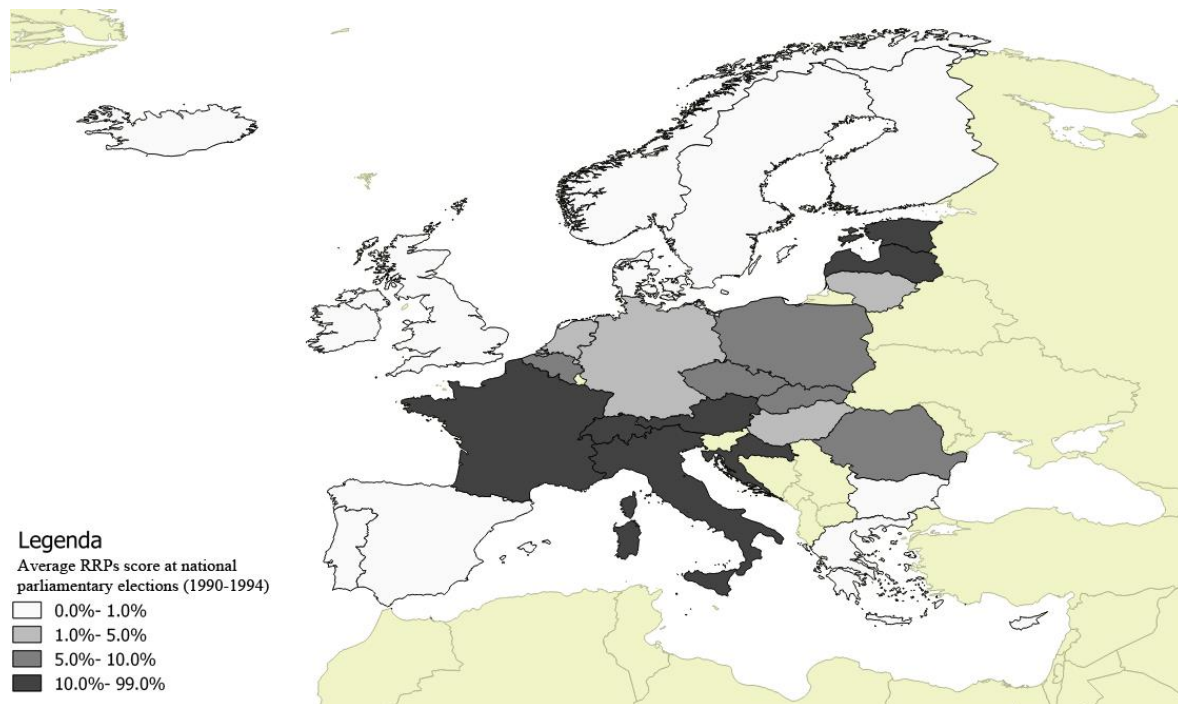 Legenda
Average RRPs score at national
parliamentary elections (1990-1994)
0.0%- 1.0%
1.0%- 5.0%
5.0%- 10.0%
10.0%- 99.0%